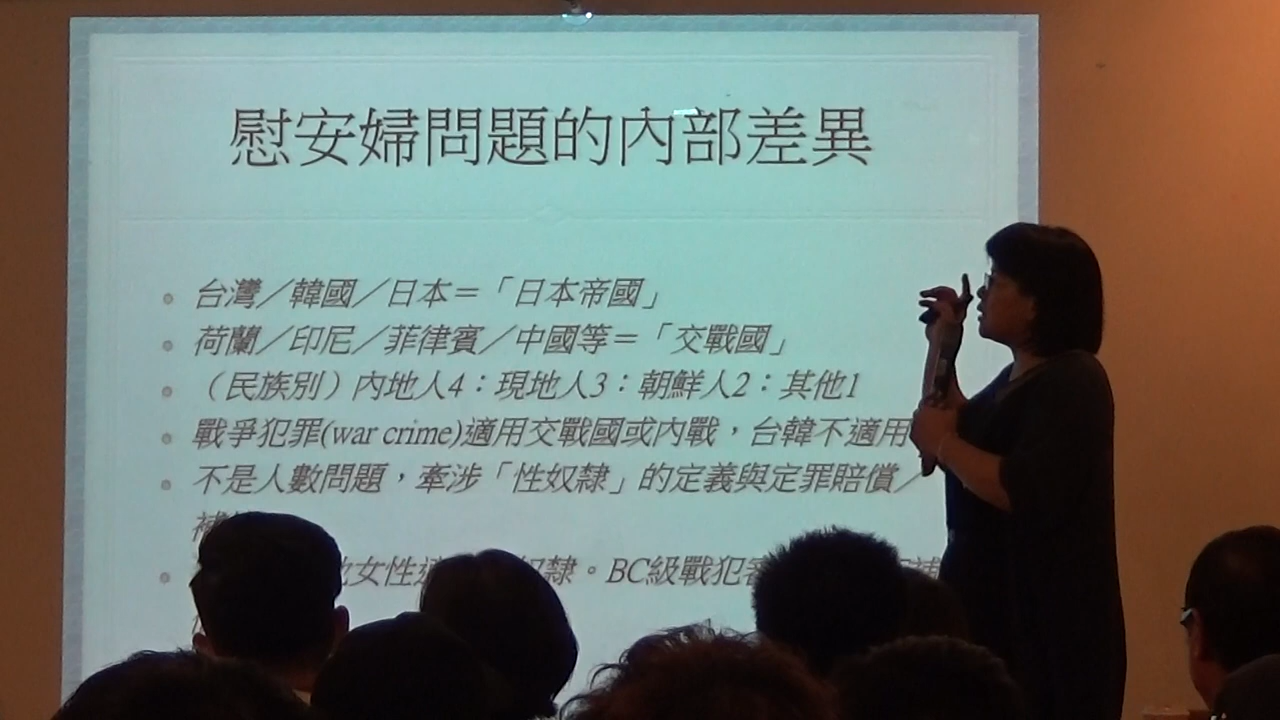 慰安婦問題的內部差異
台灣／韓國／日本＝「日本帝國」
荷蘭／印尼／菲律賓／中國等＝「交戰國」
（民族別）內地人4：現地人3：朝鮮人2：其他1
戰爭犯罪(war crime)適用交戰國或內戰，台韓不適用
不是人數問題，牽涉「性奴隸」的定義與定罪賠償／
補
女性 奴隸。BC級戰犯 補